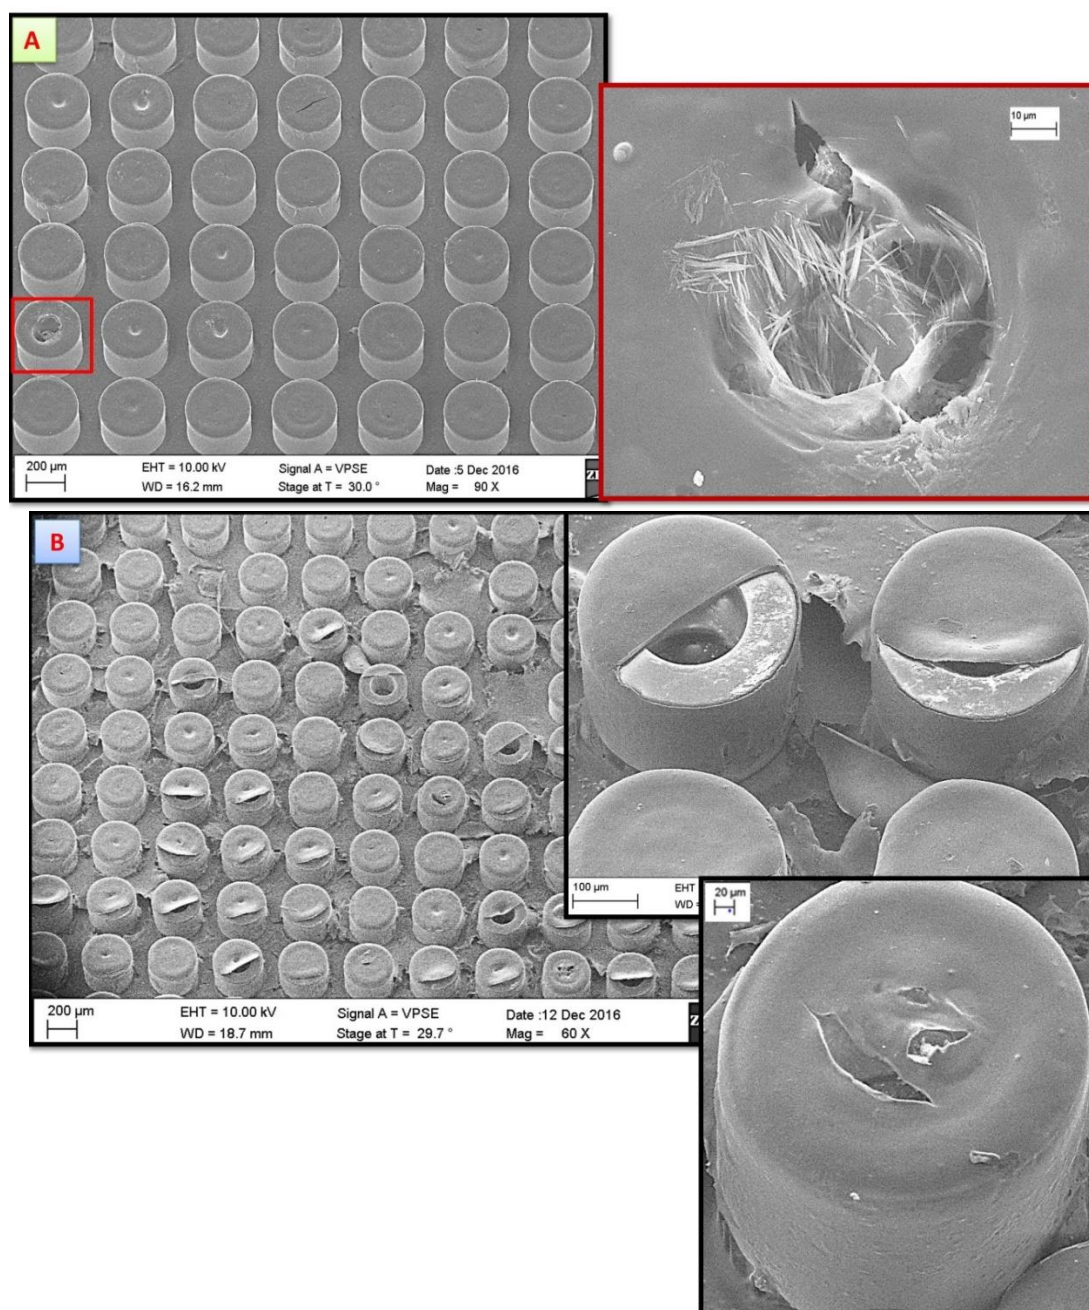 A
10 µm
200 µm
EHT = 10.00 kV
WD = 16.2 mm
Signal A = VPSE
Stage at T = 30.0 °
Date :5 Dec 2016
Mag = 90 X
B
100 µm
EHT
WD =
20 µm
200 µm
EHT = 10.00 kV
WD = 18.7 mm
Signal A = VPSE
Stage at T = 29.7 °
Date :12 Dec 2016
Mag = 60 X